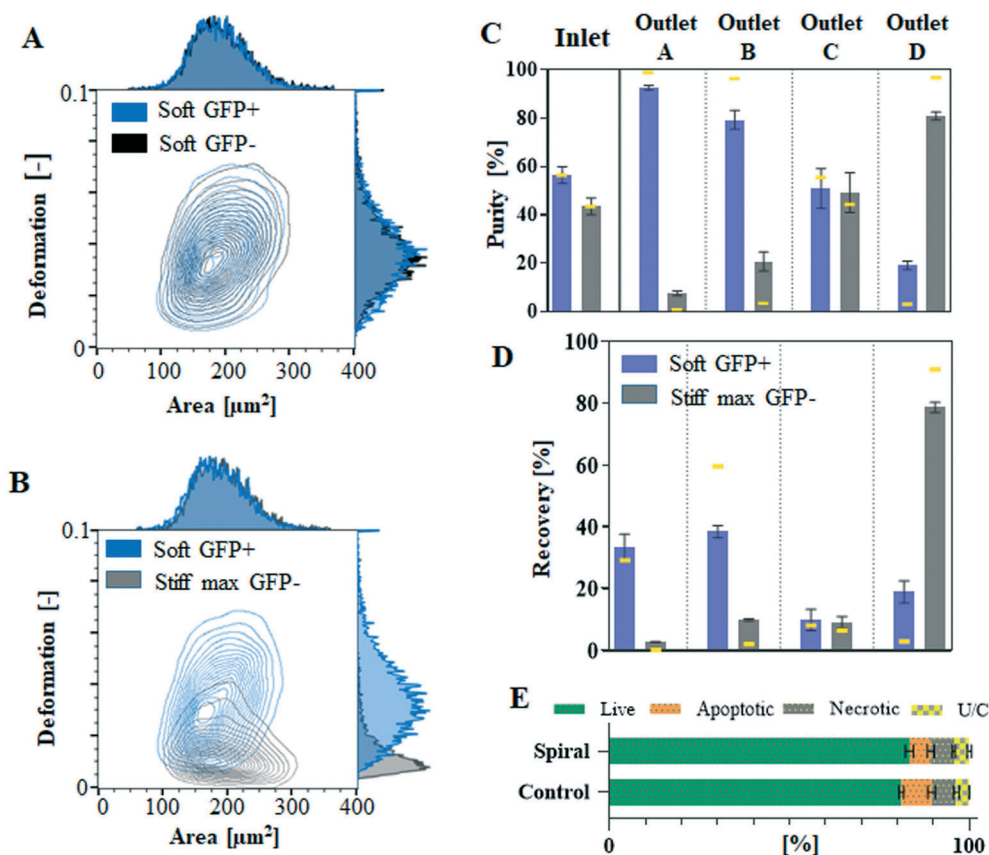 A
0.1
Soft GFP+
Soft GFP-
Deformation [-]
0
0 100 200 300 400
Area [μm²]
B
0.1
Soft GFP+
Stiff max GFP-
Deformation [-]
0
0 100 200 300 400
Area [μm²]
C
Inlet
Outlet A
Outlet B
Outlet C
Outlet D
100
80
60
40
20
0
Purity [%]
D
100
80
60
40
20
0
Recovery [%]
Soft GFP+
Stiff max GFP-
E
Live Apoptotic Necrotic U/C
Spiral
Control
0 [%] 100